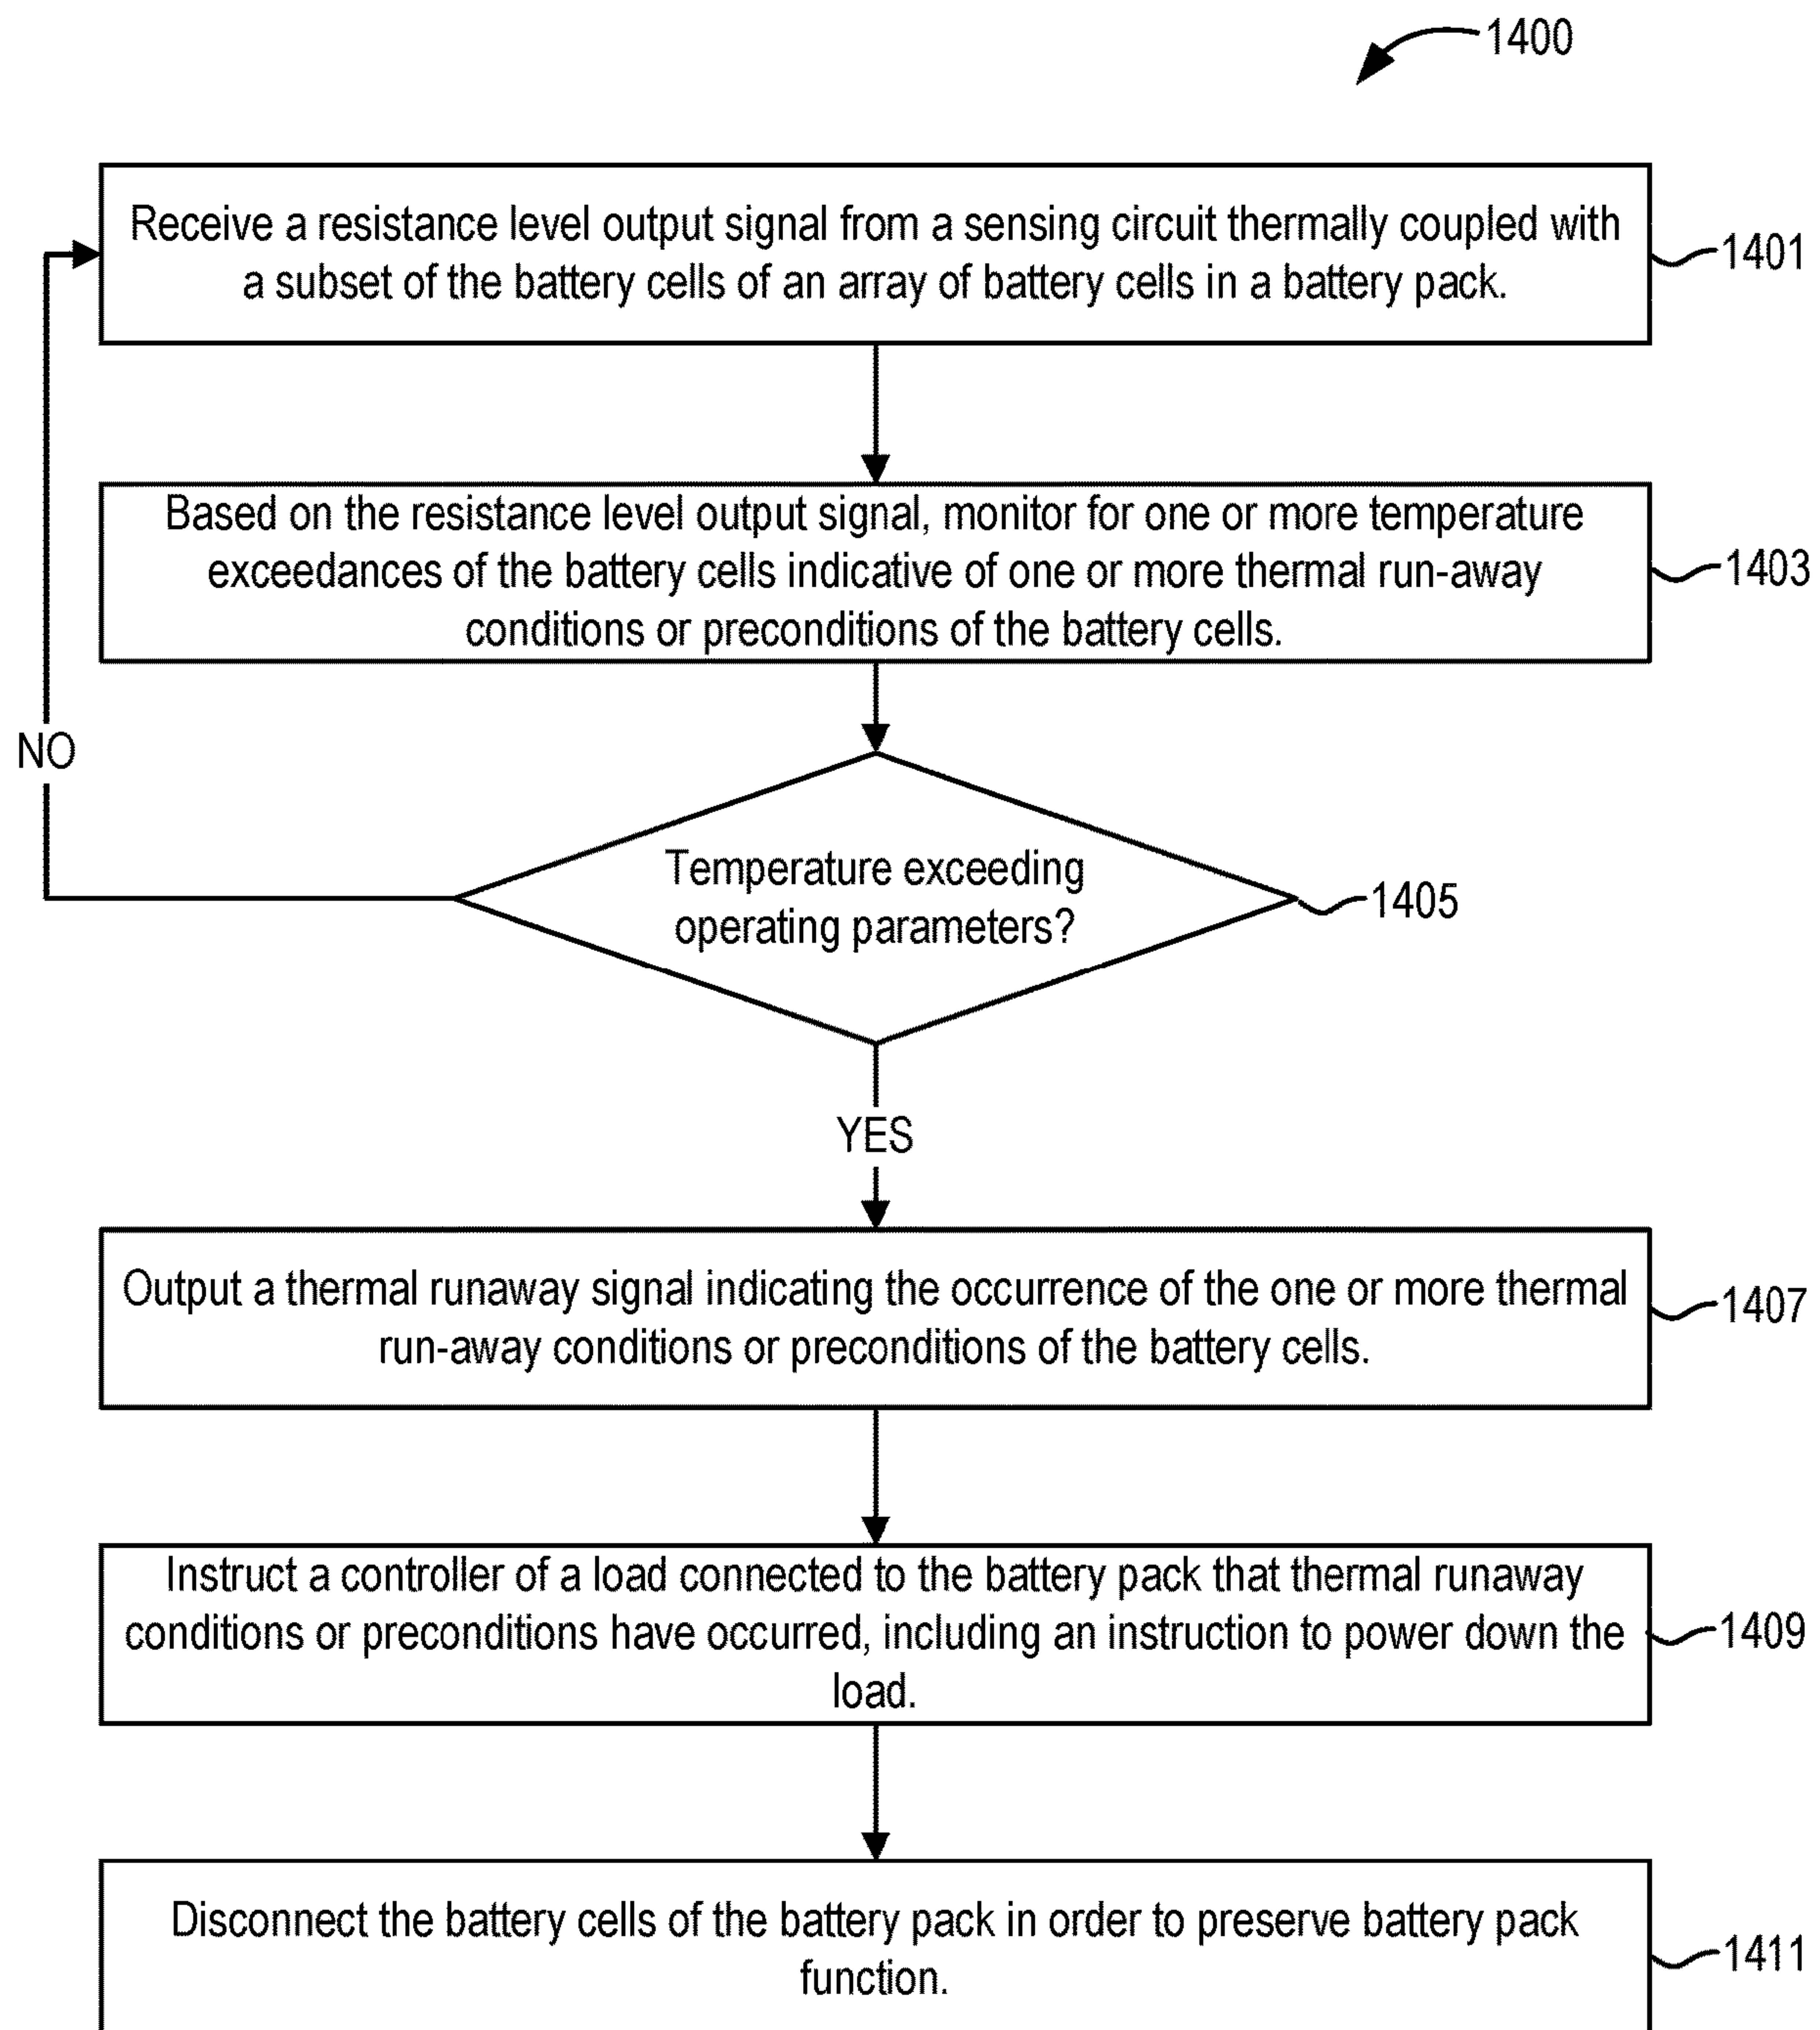 1400
Receive a resistance level output signal from a sensing circuit thermally coupled with
a subset of the battery cells of an array of battery cells in a battery pack.
1401
Based on the resistance level output signal, monitor for one or more temperature
exceedances of the battery cells indicative of one or more thermal run-away
conditions or preconditions of the battery cells.
1403
NO
Temperature exceeding
operating parameters?
1405
YES
Output a thermal runaway signal indicating the occurrence of the one or more thermal
run-away conditions or preconditions of the battery cells.
1407
Instruct a controller of a load connected to the battery pack that thermal runaway
conditions or preconditions have occurred, including an instruction to power down the
load.
1409
Disconnect the battery cells of the battery pack in order to preserve battery pack
function.
1411